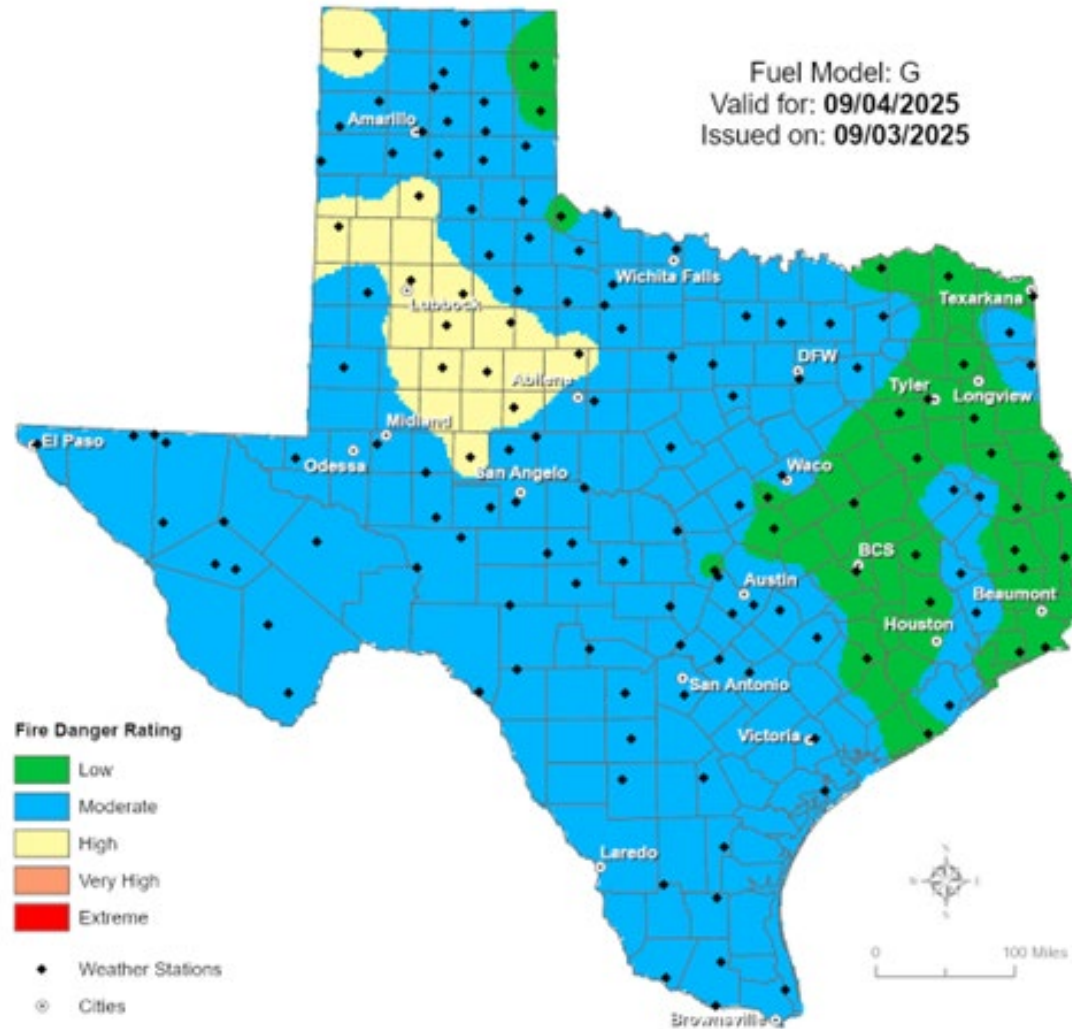 Fuel Model: G
Valid for: 09/04/2025
Issued on: 09/03/2025
Amarillo
Wichita Falls
Texarkana
Lubbock
DFW
Abilene
Tyler
Longview
Midland
El Paso
Odessa
San Angelo
Waco
BCS
Austin
Beaumont
Houston
San Antonio
Victoria
Laredo
Brownsville
Fire Danger Rating
Low
Moderate
High
Very High
Extreme
Weather Stations
Cities
0 100 Miles